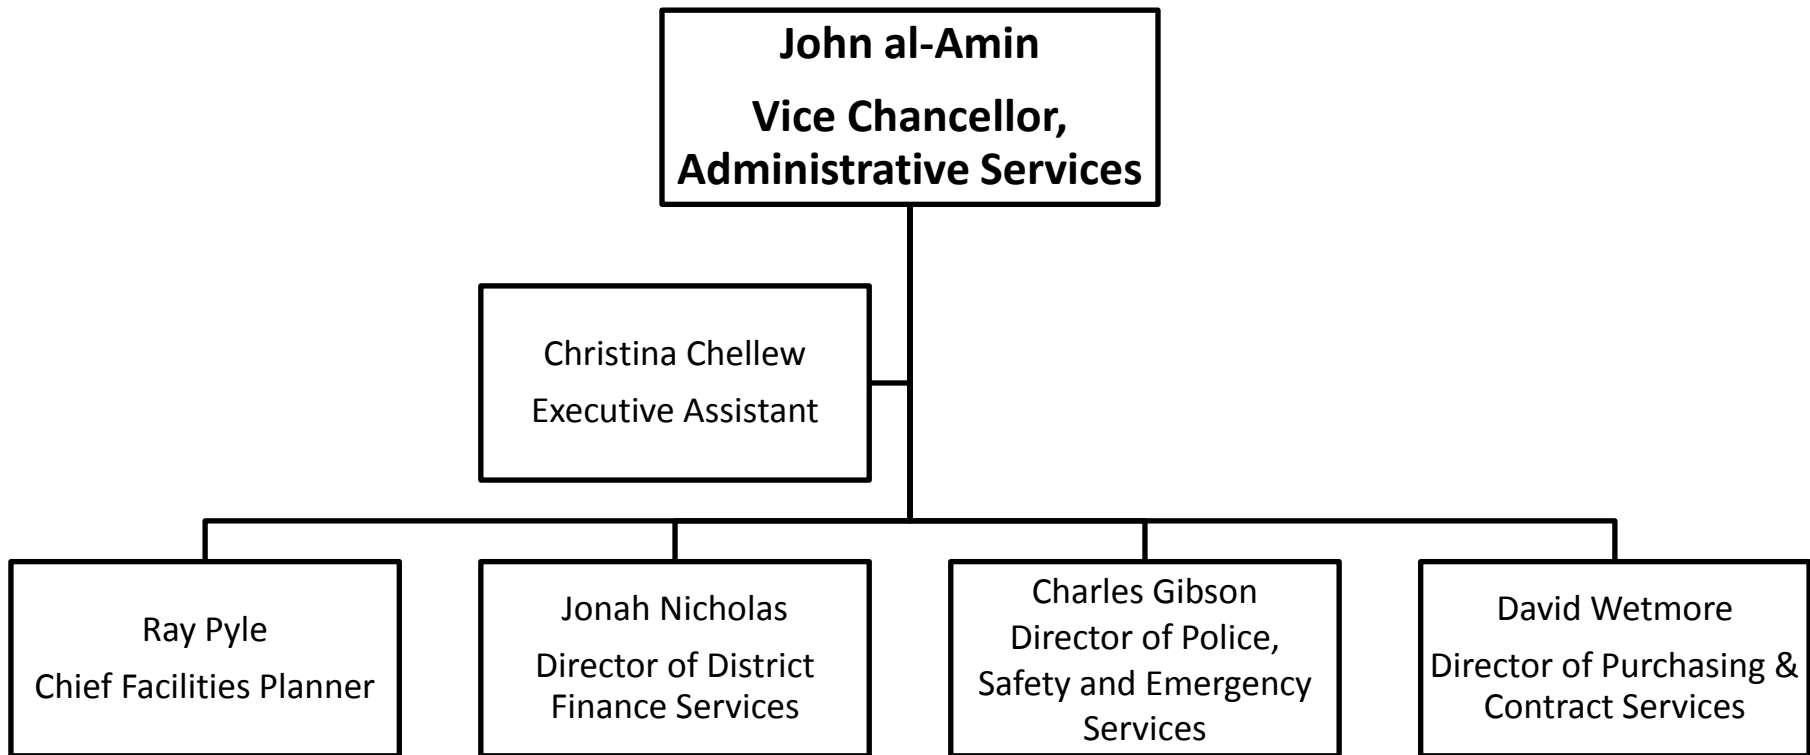 John al-Amin
Vice Chancellor,
Administrative Services
Christina Chellew
Executive Assistant
Ray Pyle
Chief Facilities Planner
Jonah Nicholas
Director of District
Finance Services
Charles Gibson
Director of Police,
Safety and Emergency
Services
David Wetmore
Director of Purchasing &
Contract Services